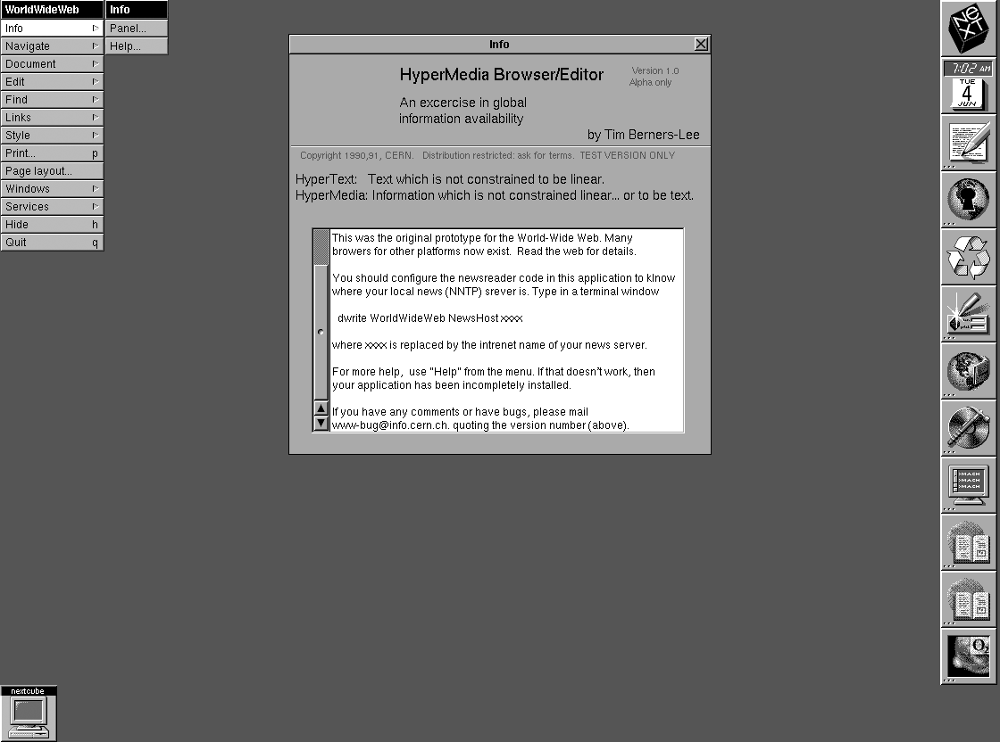 WorldWideWeb
Info
Navigate
Document
Edit
Find
Links
Style
Print... p
Page layout...
Windows
Services
Hide h
Quit q
Info
Panel...
Help...
Info
HyperMedia Browser/Editor
Version 1.0
Alpha only
An excercise in global
information availability
by Tim Berners-Lee
Copyright 1990,91, CERN. Distribution restricted: ask for terms. TEST VERSION ONLY
HyperText: Text which is not constrained to be linear.
HyperMedia: Information which is not constrained linear... or to be text.
This was the original prototype for the World-Wide Web. Many
browers for other platforms now exist. Read the web for details.
You should configure the newsreader code in this application to klnow
where your local news (NNTP) srever is. Type in a terminal window
dwrite WorldWideWeb NewsHost xxxx
where xxxx is replaced by the intrenet name of your news server.
For more help, use "Help" from the menu. If that doesn't work, then
your application has been incompletely installed.
If you have any comments or have bugs, please mail
www-bug@info.cern.ch. quoting the version number (above).
NeXT
7:02 AM
TUE
4
JUN
>MACH
>MACH
>MACH
O2
nextcube